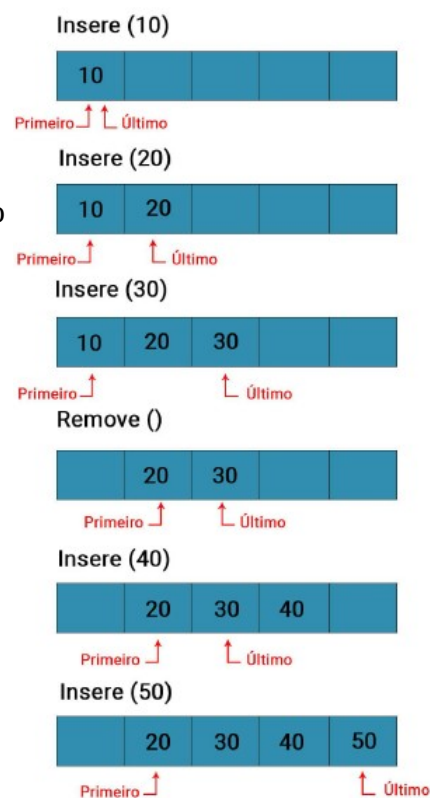 Insere (10)
10
Primeiro Último
Insere (20)
10 20
Primeiro Último
Insere (30)
10 20 30
Primeiro Último
Remove ()
20 30
Primeiro Último
Insere (40)
20 30 40
Primeiro Último
Insere (50)
20 30 40 50
Primeiro Último